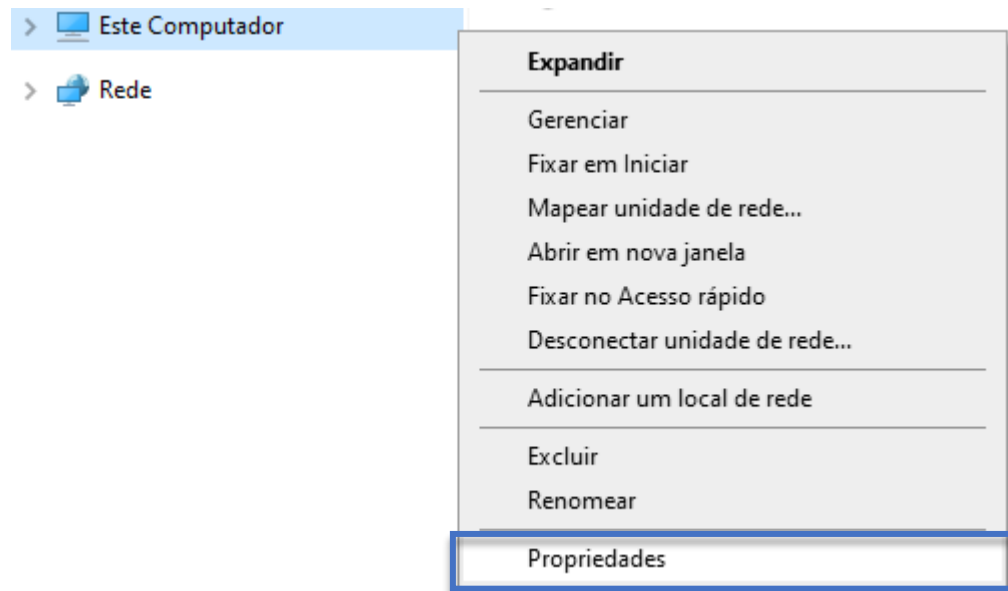 Este Computador
Rede
Expandir
Gerenciar
Fixar em Iniciar
Mapear unidade de rede...
Abrir em nova janela
Fixar no Acesso rápido
Desconectar unidade de rede...
Adicionar um local de rede
Excluir
Renomear
Propriedades